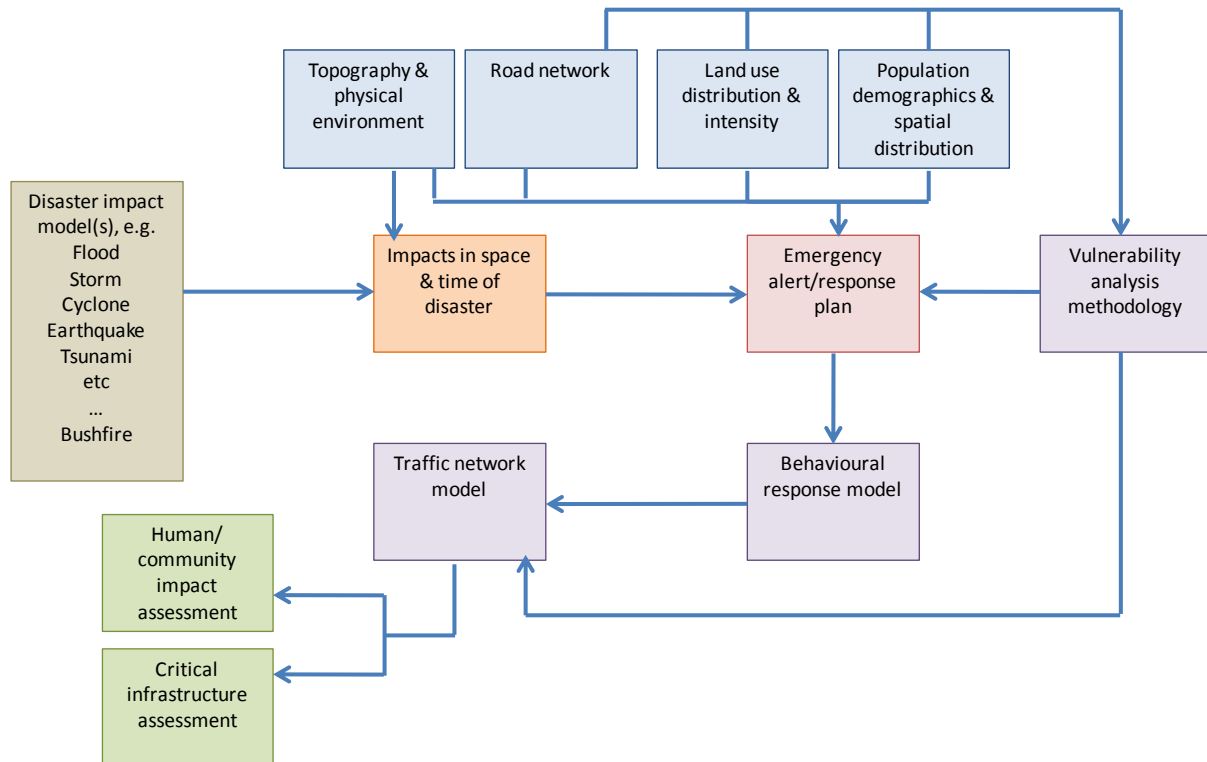 Topography &
physical
environment
Road network
Land use
distribution &
intensity
Population
demographics &
spatial
distribution
Disaster impact
model(s), e.g.
Flood
Storm
Cyclone
Earthquake
Tsunami
etc
...
Bushfire
Impacts in space
& time of
disaster
Emergency
alert/response
plan
Vulnerability
analysis
methodology
Traffic network
model
Behavioural
response model
Human/
community
impact
assessment
Critical
infrastructure
assessment